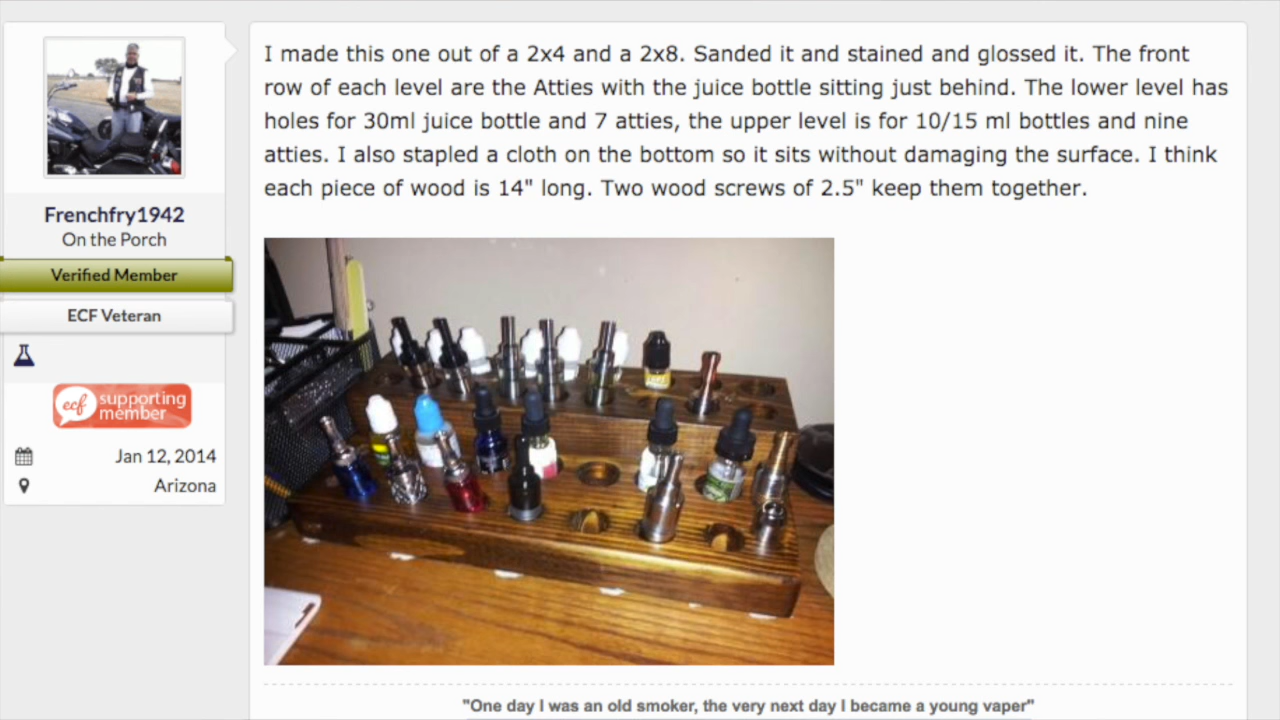 I made this one out of a 2x4 and a 2x8. Sanded it and stained and glossed it. The front
row of each level are the Atties with the juice bottle sitting just behind. The lower level has
holes for 30ml juice bottle and 7 atties, the upper level is for 10/15 ml bottles and nine
atties. I also stapled a cloth on the bottom so it sits without damaging the surface. I think
each piece of wood is 14" long. Two wood screws of 2.5" keep them together.
Frenchfry1942
On the Porch
Verified Member
ECF Veteran
ecf supporting
member
Jan 12, 2014
Arizona
"One day I was an old smoker, the very next day I became a young vaper"